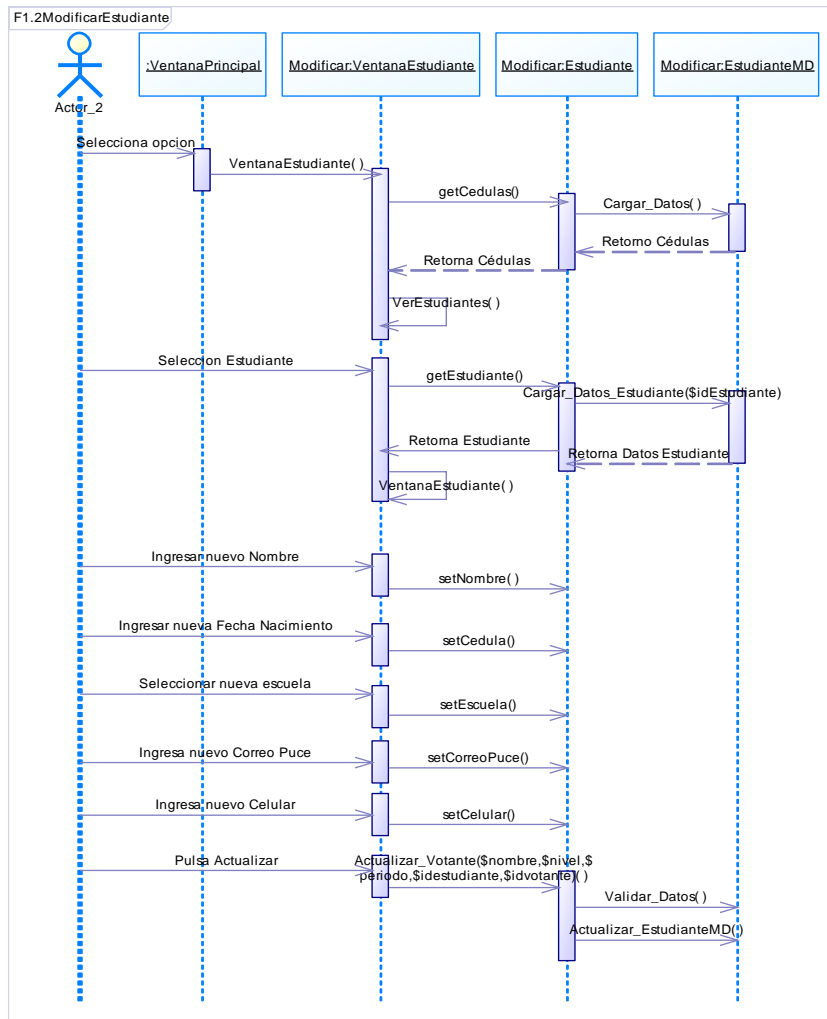 F1.2ModificarEstudiante
:VentanaPrincipal
Modificar:VentanaEstudiante
Modificar:Estudiante
Modificar:EstudianteMD
Actor_2
Selecciona opcion
VentanaEstudiante( )
getCedulas()
Cargar_Datos( )
Retorno Cédulas
Retorna Cédulas
VerEstudiantes( )
Seleccion Estudiante
getEstudiante()
Cargar_Datos_Estudiante($idEstudiante)
Retorna Estudiante
Retorna Datos Estudiante
VentanaEstudiante( )
Ingresar nuevo Nombre
setNombre( )
Ingresar nueva Fecha Nacimiento
setCedula()
Seleccionar nueva escuela
setEscuela()
Ingresa nuevo Correo Puce
setCorreoPuce()
Ingresa nuevo Celular
setCelular()
Pulsa Actualizar
Actualizar_Votante($nombre,$nivel,$
periodo,$idestudiante,$idvotante)( )
Validar_Datos( )
Actualizar_EstudianteMD( )